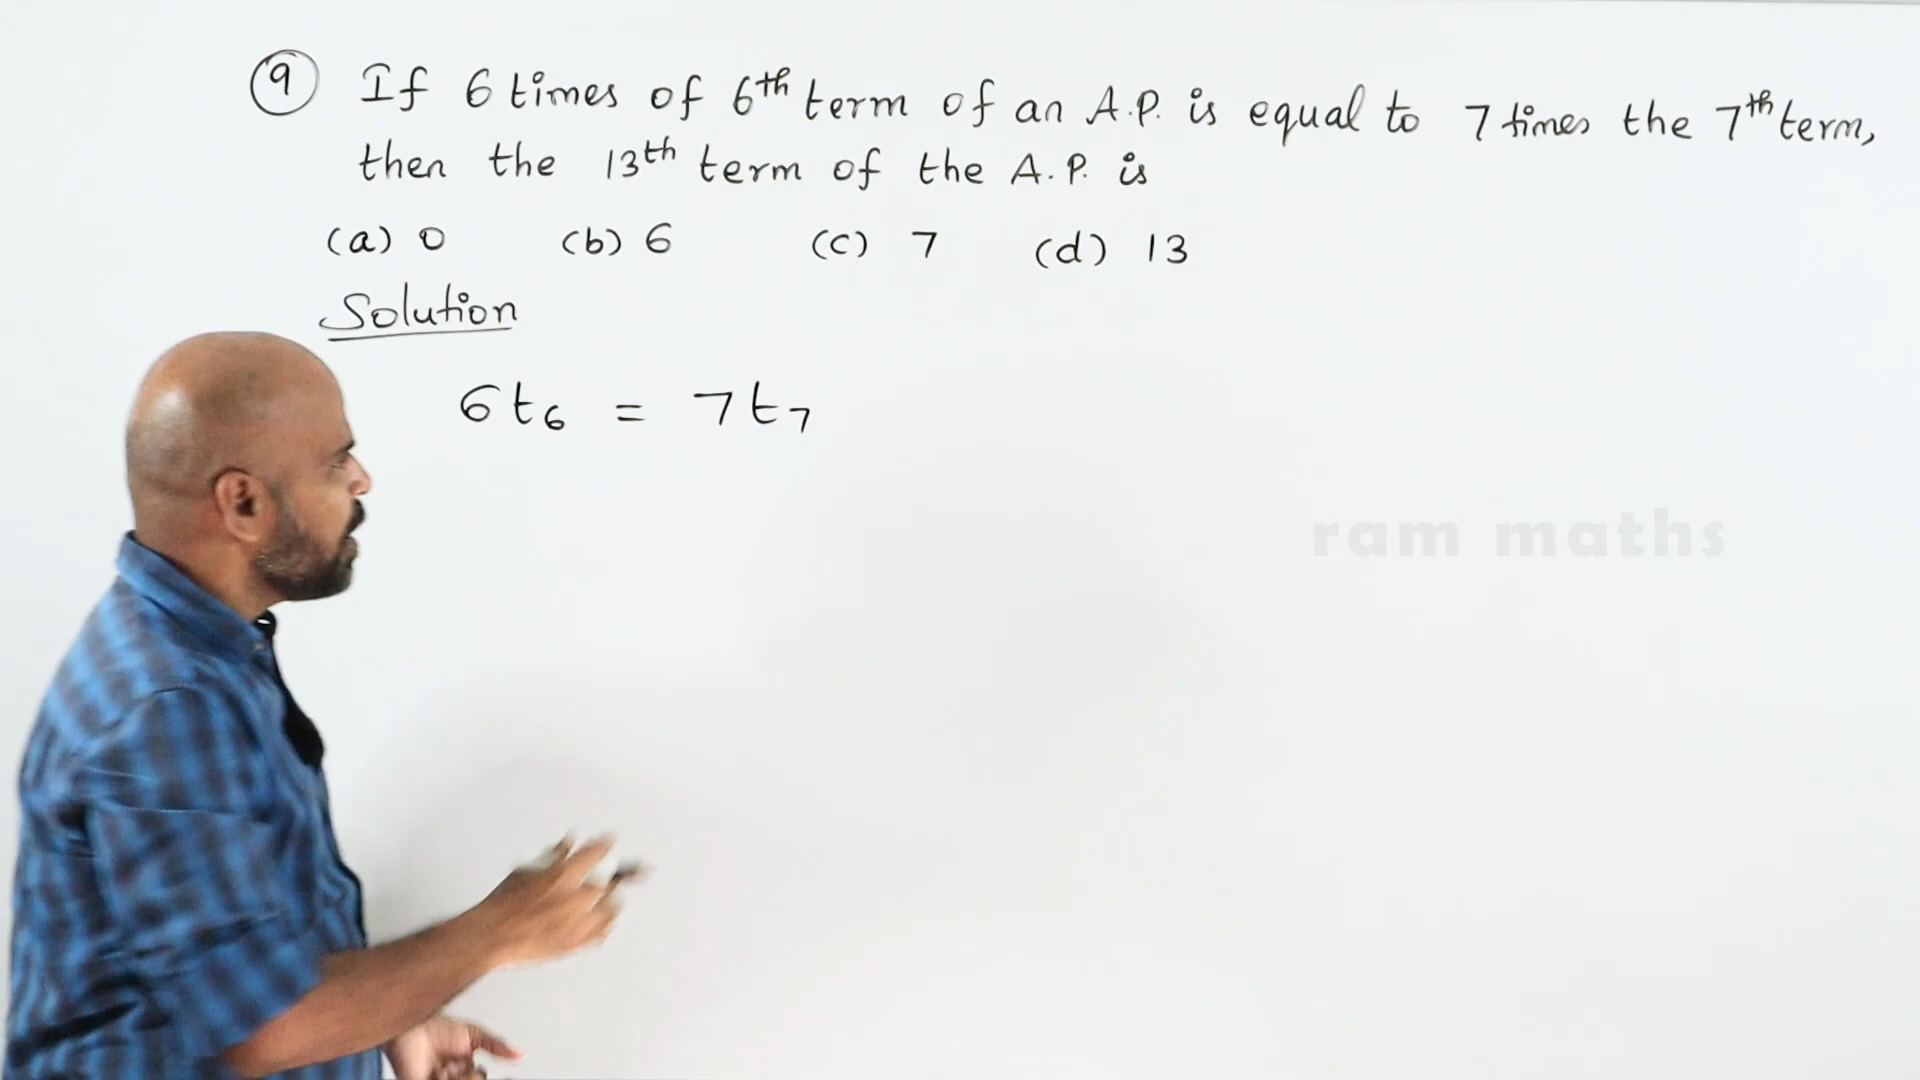 9 If 6 times of 6th term of an A.P. is equal to 7 times the 7th term,
then the 13th term of the A.P. is
(a) 0 (b) 6 (c) 7 (d) 13
Solution
6t₆ = 7t₇
ram maths